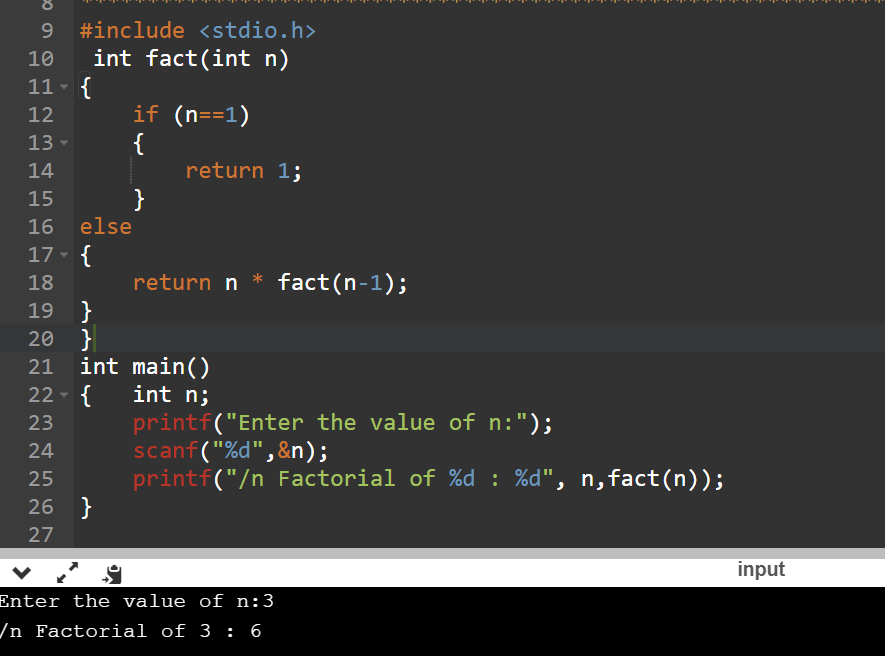 8 **************************************************************
9 #include <stdio.h>
10 int fact(int n)
11 {
12 if (n==1)
13 {
14 return 1;
15 }
16 else
17 {
18 return n * fact(n-1);
19 }
20 }
21 int main()
22 { int n;
23 printf("Enter the value of n:");
24 scanf("%d",&n);
25 printf("/n Factorial of %d : %d", n,fact(n));
26 }
27
input
Enter the value of n:3
/n Factorial of 3 : 6